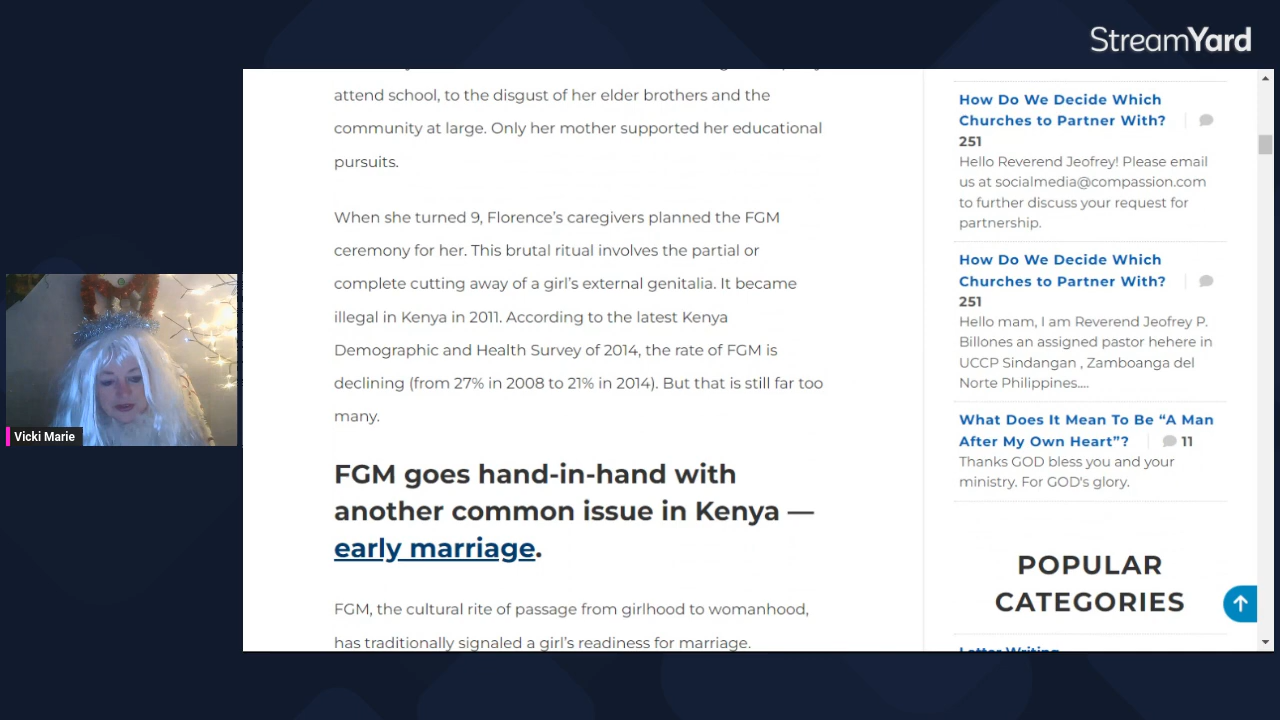 StreamYard
attend school, to the disgust of her elder brothers and the
community at large. Only her mother supported her educational
pursuits.
When she turned 9, Florence’s caregivers planned the FGM
ceremony for her. This brutal ritual involves the partial or
complete cutting away of a girl’s external genitalia. It became
illegal in Kenya in 2011. According to the latest Kenya
Demographic and Health Survey of 2014, the rate of FGM is
declining (from 27% in 2008 to 21% in 2014). But that is still far too
many.
FGM goes hand-in-hand with
another common issue in Kenya —
early marriage.
FGM, the cultural rite of passage from girlhood to womanhood,
has traditionally signaled a girl’s readiness for marriage.
How Do We Decide Which
Churches to Partner With?
251
Hello Reverend Jeofrey! Please email
us at socialmedia@compassion.com
to further discuss your request for
partnership.
How Do We Decide Which
Churches to Partner With?
251
Hello mam, I am Reverend Jeofrey P.
Billones an assigned pastor hehere in
UCCP Sindangan , Zamboanga del
Norte Philippines....
What Does It Mean To Be “A Man
After My Own Heart”? 11
Thanks GOD bless you and your
ministry. For GOD's glory.
POPULAR
CATEGORIES
Letter Writing
Vicki Marie